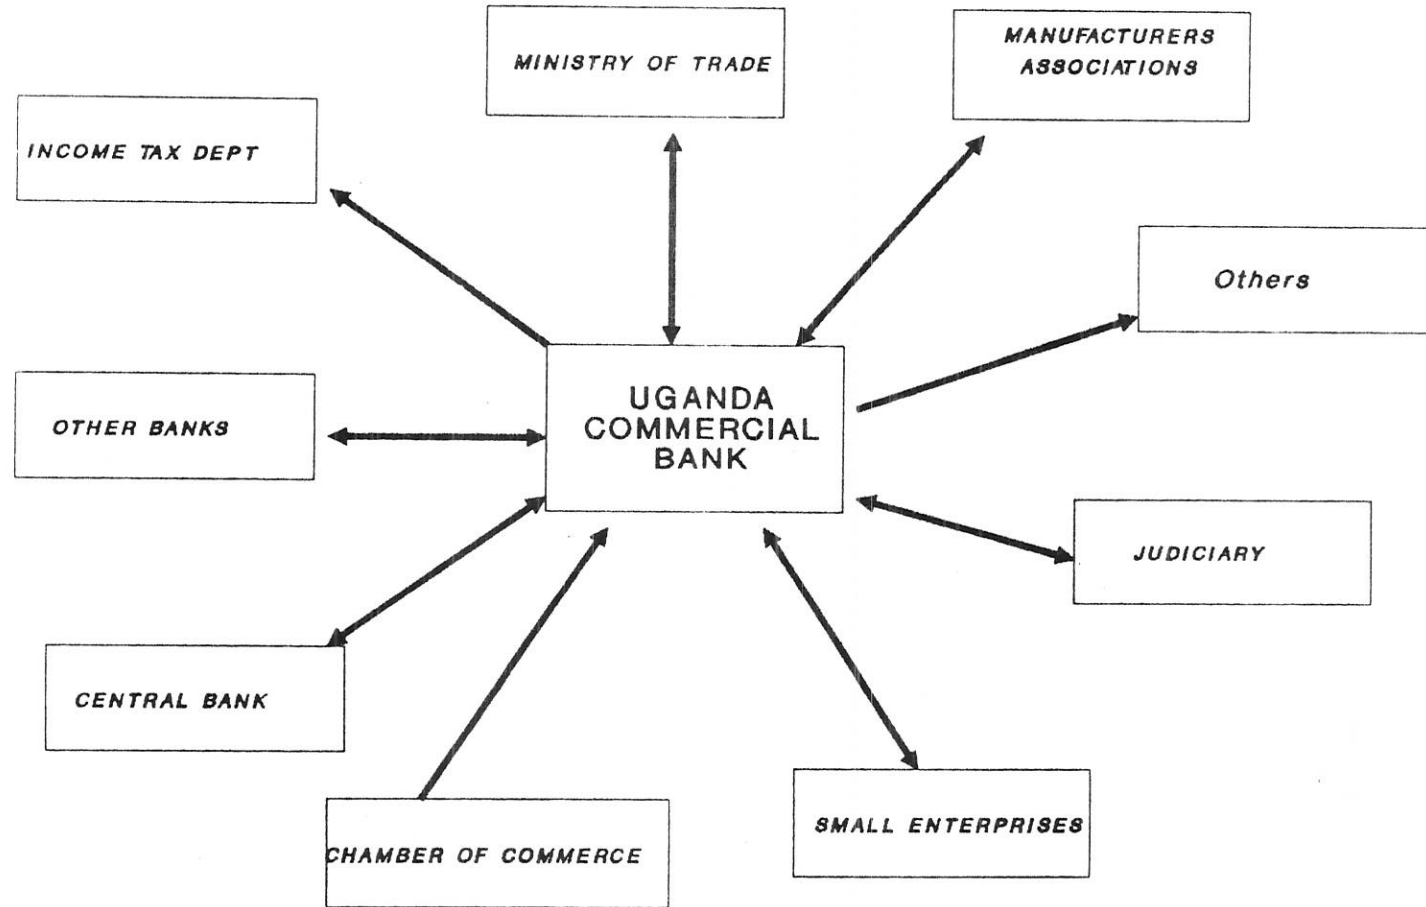 MINISTRY OF TRADE
MANUFACTURERS
ASSOCIATIONS
INCOME TAX DEPT
Others
UGANDA
COMMERCIAL
BANK
OTHER BANKS
JUDICIARY
CENTRAL BANK
SMALL ENTERPRISES
CHAMBER OF COMMERCE